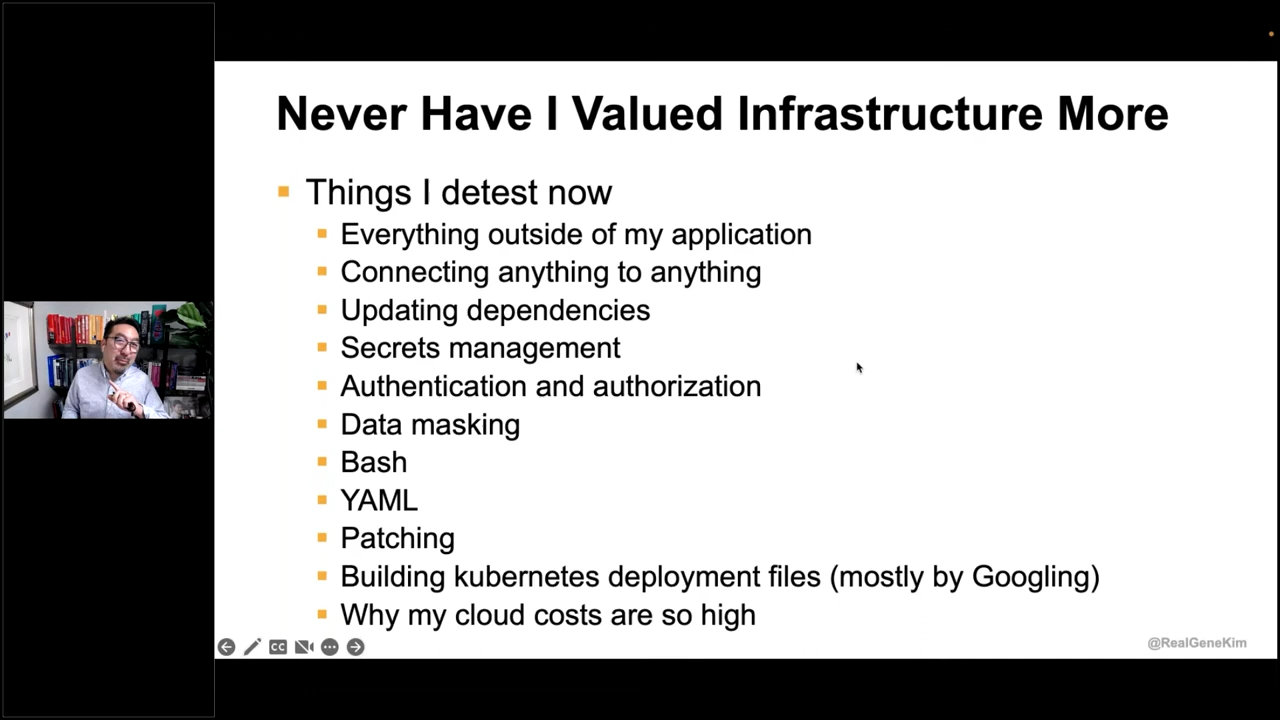 Never Have I Valued Infrastructure More
Things I detest now
Everything outside of my application
Connecting anything to anything
Updating dependencies
Secrets management
Authentication and authorization
Data masking
Bash
YAML
Patching
Building kubernetes deployment files (mostly by Googling)
Why my cloud costs are so high
CC
@RealGeneKim